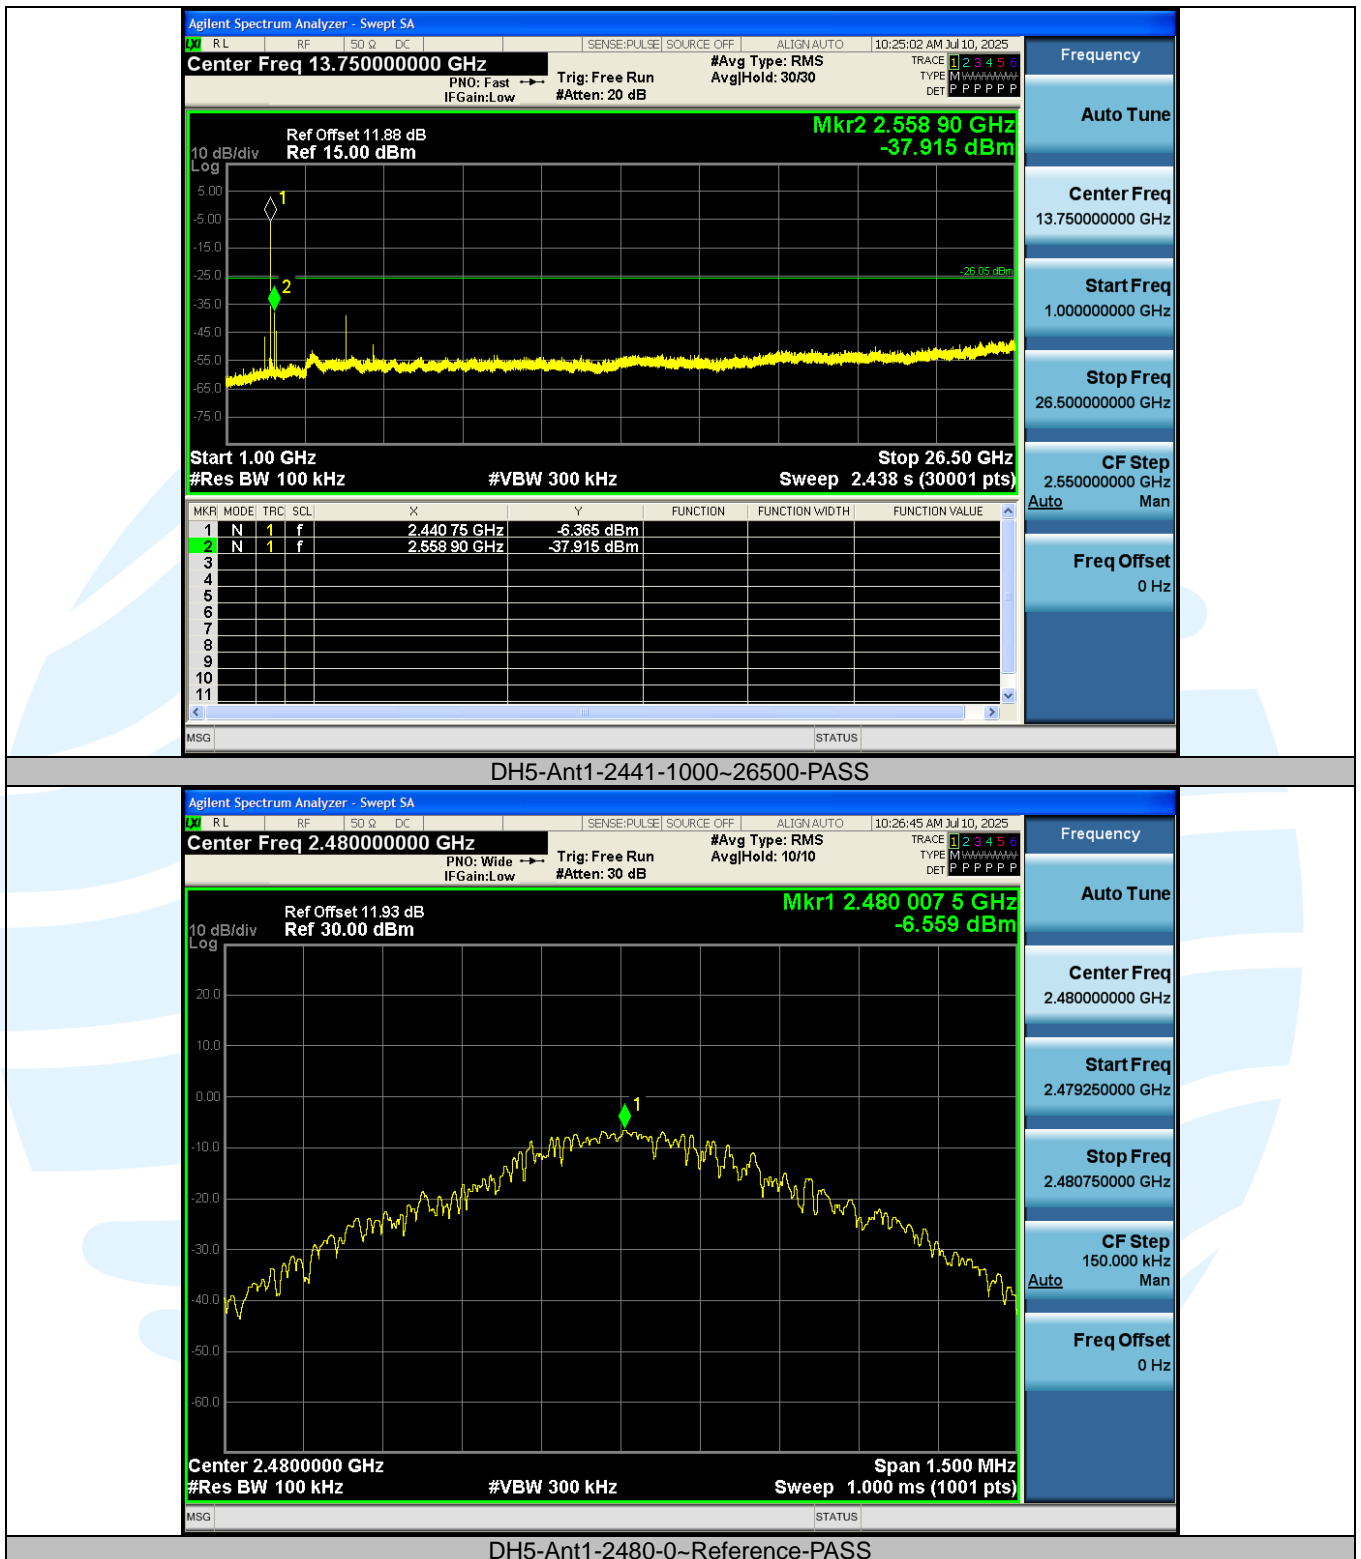 Agilent Spectrum Analyzer - Swept SA
LXI RL RF 50 Ω DC SENSE:PULSE SOURCE OFF ALIGN AUTO 10:25:02 AM Jul 10, 2025
Center Freq 13.750000000 GHz
PNO: Fast
IFGain:Low
Trig: Free Run
#Atten: 20 dB
#Avg Type: RMS
Avg|Hold: 30/30
TRACE 1 2 3 4 5 6
TYPE M WWWWW
DET P P P P P P
Mkr2 2.558 90 GHz
-37.915 dBm
Ref Offset 11.88 dB
10 dB/div Ref 15.00 dBm
Log
5.00
-5.00
-15.0
-25.0
-35.0
-45.0
-55.0
-65.0
-75.0
1
2
-26.05 dBm
Start 1.00 GHz Stop 26.50 GHz
#Res BW 100 kHz #VBW 300 kHz Sweep 2.438 s (30001 pts)
MKR MODE TRC SCL X Y FUNCTION FUNCTION WIDTH FUNCTION VALUE
1 N 1 f 2.440 75 GHz -6.365 dBm
2 N 1 f 2.558 90 GHz -37.915 dBm
3
4
5
6
7
8
9
10
11
MSG STATUS
Frequency
Auto Tune
Center Freq
13.750000000 GHz
Start Freq
1.000000000 GHz
Stop Freq
26.500000000 GHz
CF Step
2.550000000 GHz
Auto Man
Freq Offset
0 Hz
DH5-Ant1-2441-1000~26500-PASS
Agilent Spectrum Analyzer - Swept SA
LXI RL RF 50 Ω DC SENSE:PULSE SOURCE OFF ALIGN AUTO 10:26:45 AM Jul 10, 2025
Center Freq 2.480000000 GHz
PNO: Wide
IFGain:Low
Trig: Free Run
#Atten: 30 dB
#Avg Type: RMS
Avg|Hold: 10/10
TRACE 1 2 3 4 5 6
TYPE M WWWWW
DET P P P P P P
Mkr1 2.480 007 5 GHz
-6.559 dBm
Ref Offset 11.93 dB
10 dB/div Ref 30.00 dBm
Log
20.0
10.0
0.00
-10.0
-20.0
-30.0
-40.0
-50.0
-60.0
1
Center 2.4800000 GHz Span 1.500 MHz
#Res BW 100 kHz #VBW 300 kHz Sweep 1.000 ms (1001 pts)
MSG STATUS
Frequency
Auto Tune
Center Freq
2.480000000 GHz
Start Freq
2.479250000 GHz
Stop Freq
2.480750000 GHz
CF Step
150.000 kHz
Auto Man
Freq Offset
0 Hz
DH5-Ant1-2480-0~Reference-PASS